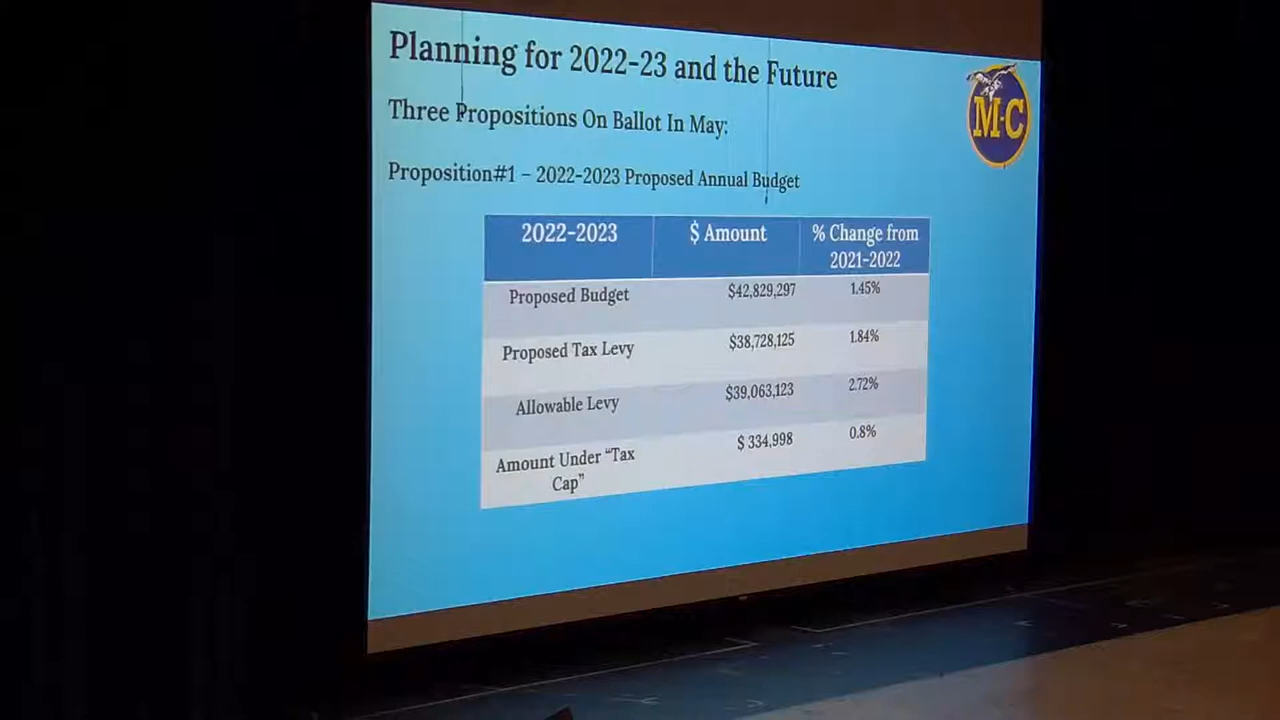 Planning for 2022-23 and the Future
M-C
Three Propositions On Ballot In May:
Proposition#1 – 2022-2023 Proposed Annual Budget
2022-2023 $ Amount % Change from
2021-2022
Proposed Budget $42,829,297 1.45%
Proposed Tax Levy $38,728,125 1.84%
Allowable Levy $39,063,123 2.72%
Amount Under "Tax $ 334,998 0.8%
Cap"